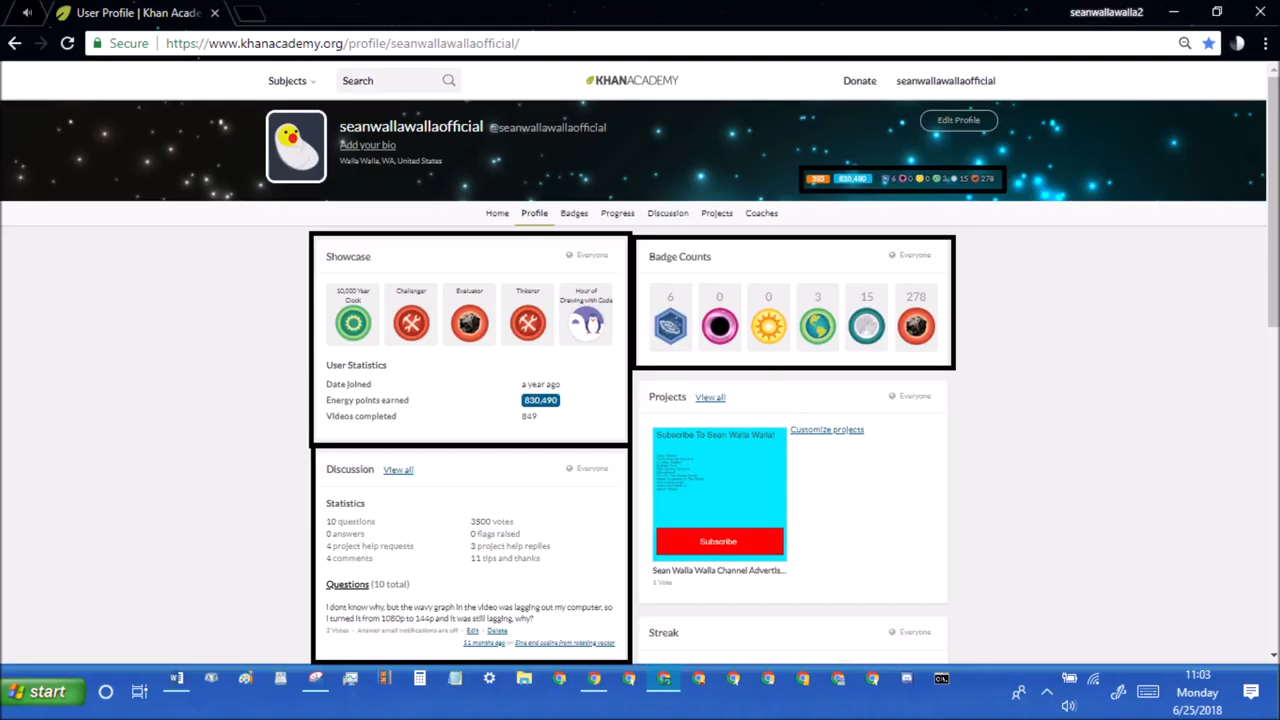 User Profile | Khan Acade
seanwallawalla2
Secure
https://www.khanacademy.org/profile/seanwallawallaofficial/
Subjects
Search
KHANACADEMY
Donate
seanwallawallaofficial
seanwallawallaofficial @seanwallawallaofficial
Edit Profile
Add your bio
Walla Walla, WA, United States
392 830,490 6 0 0 3 15 278
Home Profile Badges Progress Discussion Projects Coaches
Showcase
Everyone
10,000 Year Clock
Challenger
Evaluator
Tinkerer
Hour of Drawing with Code
User Statistics
Date Joined a year ago
Energy points earned 830,490
Videos completed 849
Badge Counts
Everyone
6 0 0 3 15 278
Discussion View all
Everyone
Statistics
10 questions 3500 votes
0 answers 0 flags raised
4 project help requests 3 project help replies
4 comments 11 tips and thanks
Questions (10 total)
I dont know why, but the wavy graph in the video was lagging out my computer, so
I turned it from 1080p to 144p and it was still lagging, why?
2 Votes • Answer email notifications are off • Edit • Delete
11 months ago on Sine and cosine from rotating vector
Projects View all
Everyone
Subscribe To Sean Walla Walla!
Customize projects
Subscribe
Sean Walla Walla Channel Advertis...
1 Vote
Streak
Everyone
start
11:03
Monday
6/25/2018